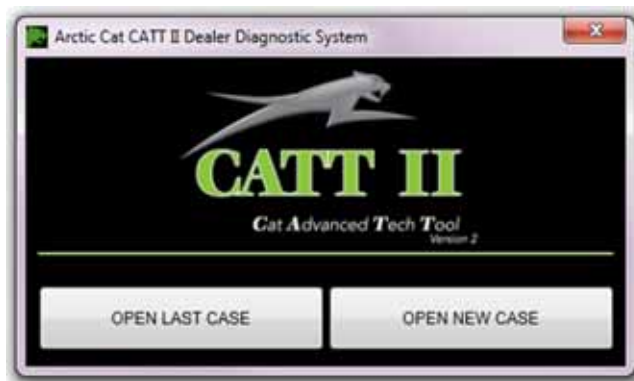 Arctic Cat CATT II Dealer Diagnostic System
CATT II
Cat Advanced Tech Tool
Version 2
OPEN LAST CASE OPEN NEW CASE